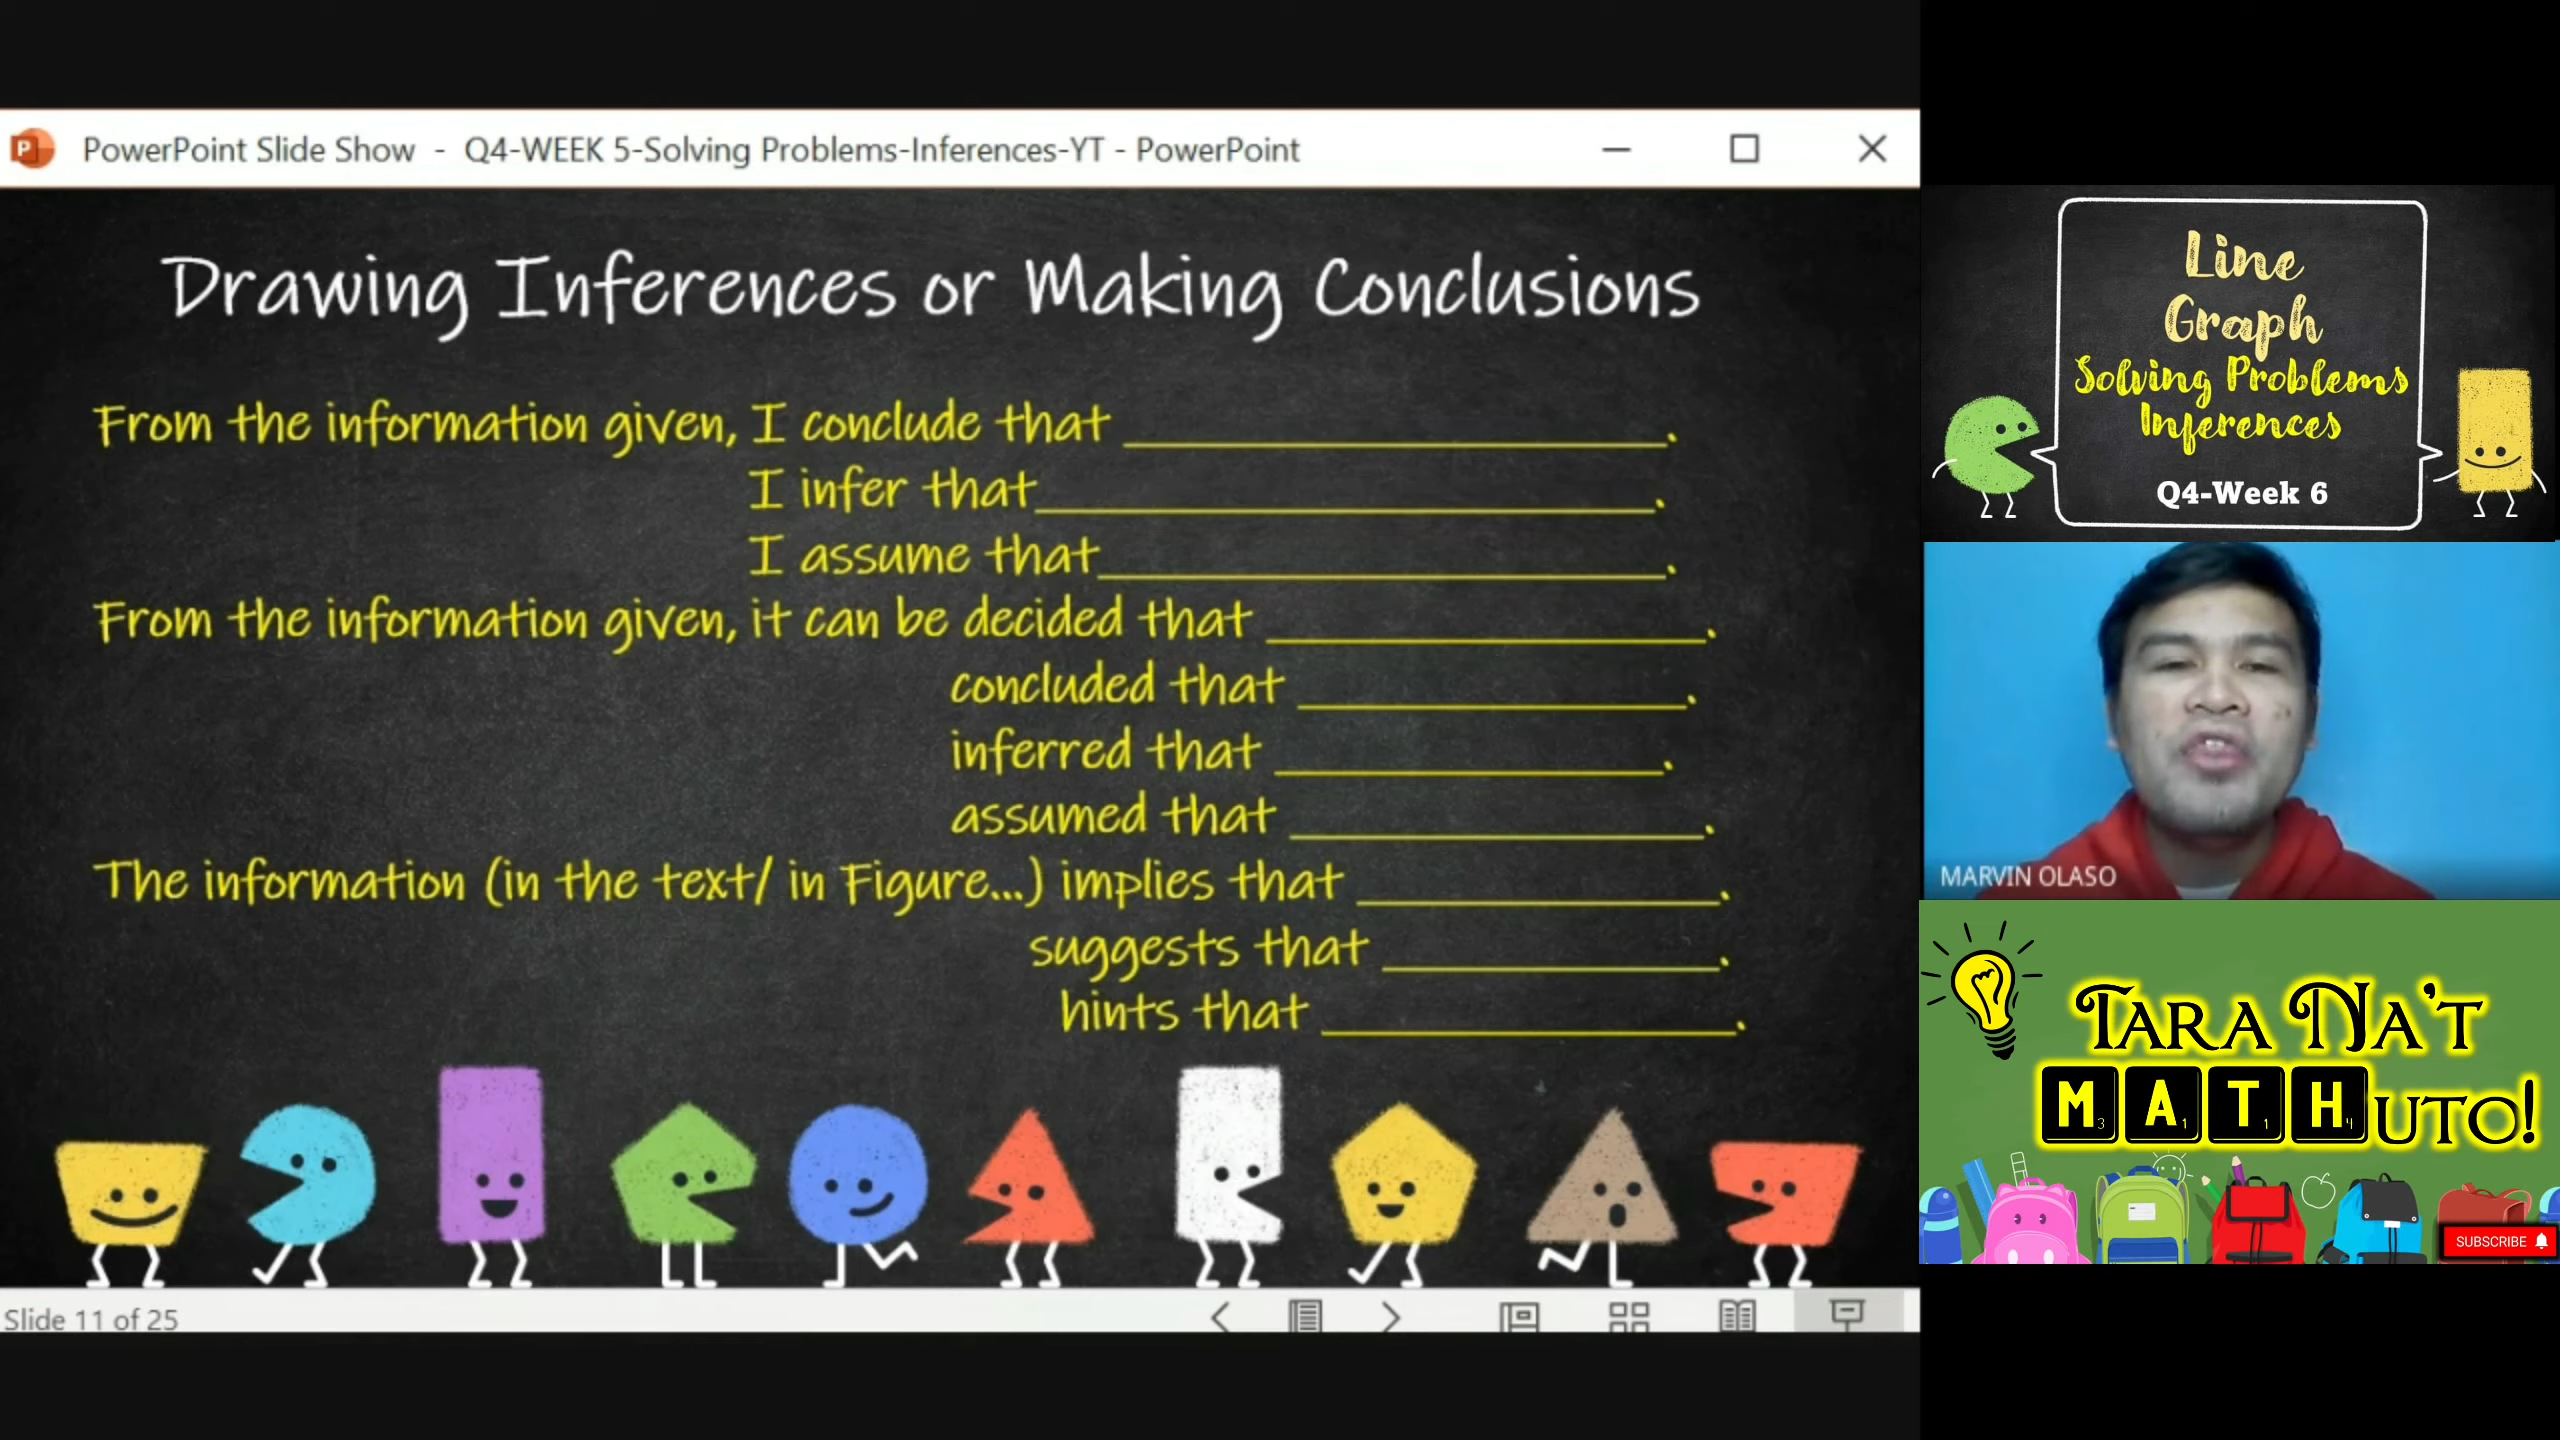 PowerPoint Slide Show - Q4-WEEK 5-Solving Problems-Inferences-YT - PowerPoint
Drawing Inferences or Making Conclusions
From the information given, I conclude that ____________________.
I infer that____________________.
I assume that____________________.
From the information given, it can be decided that ____________________.
concluded that ____________________.
inferred that ____________________.
assumed that ____________________.
The information (in the text/ in Figure...) implies that ____________________.
suggests that ____________________.
hints that ____________________.
Slide 11 of 25
Line
Graph
Solving Problems
Inferences
Q4-Week 6
MARVIN OLASO
TARA NA'T
MATHUTO!
SUBSCRIBE